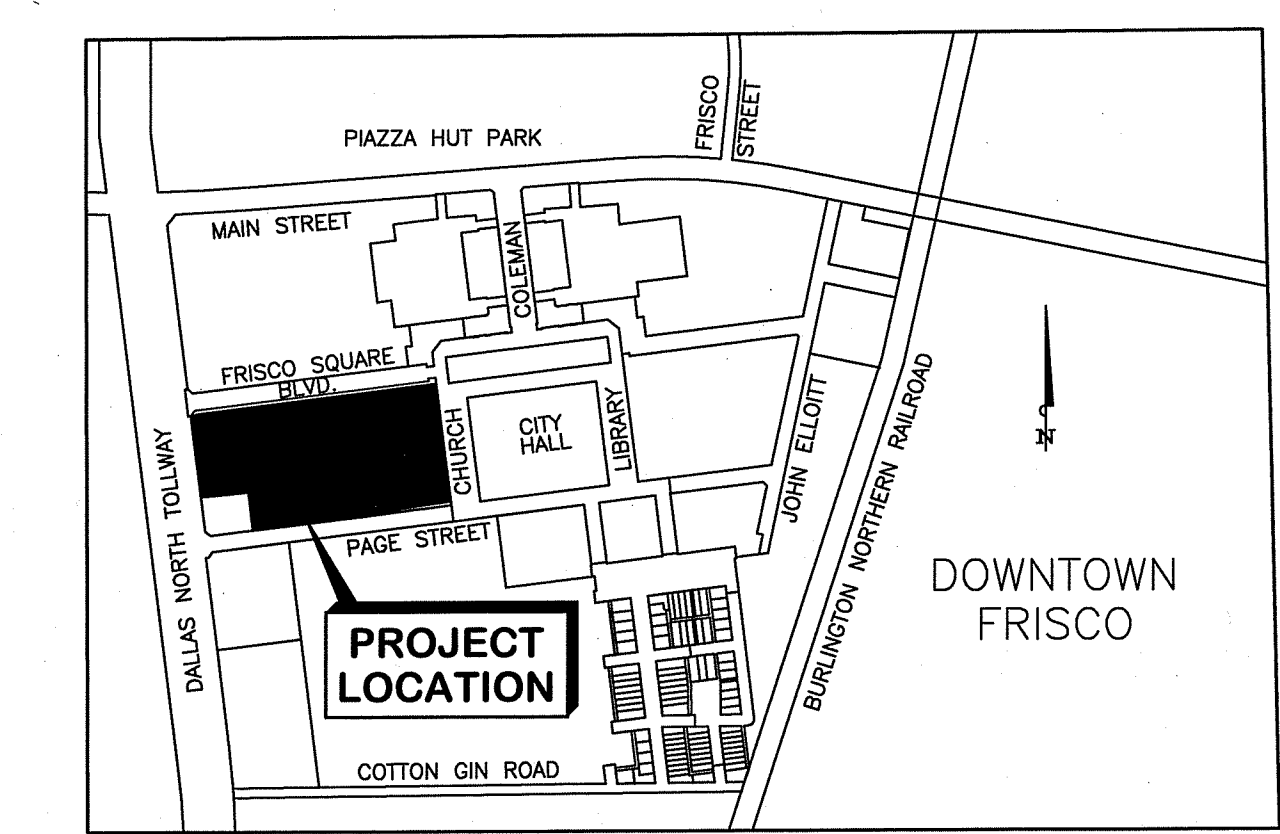 PIAZZA HUT PARK
FRISCO
STREET
MAIN STREET
COLEMAN
FRISCO SQUARE
BLVD.
CHURCH
CITY
HALL
LIBRARY
JOHN ELLOITT
BURLINGTON NORTHERN RAILROAD
N
DALLAS NORTH TOLLWAY
PAGE STREET
DOWNTOWN
FRISCO
PROJECT
LOCATION
COTTON GIN ROAD